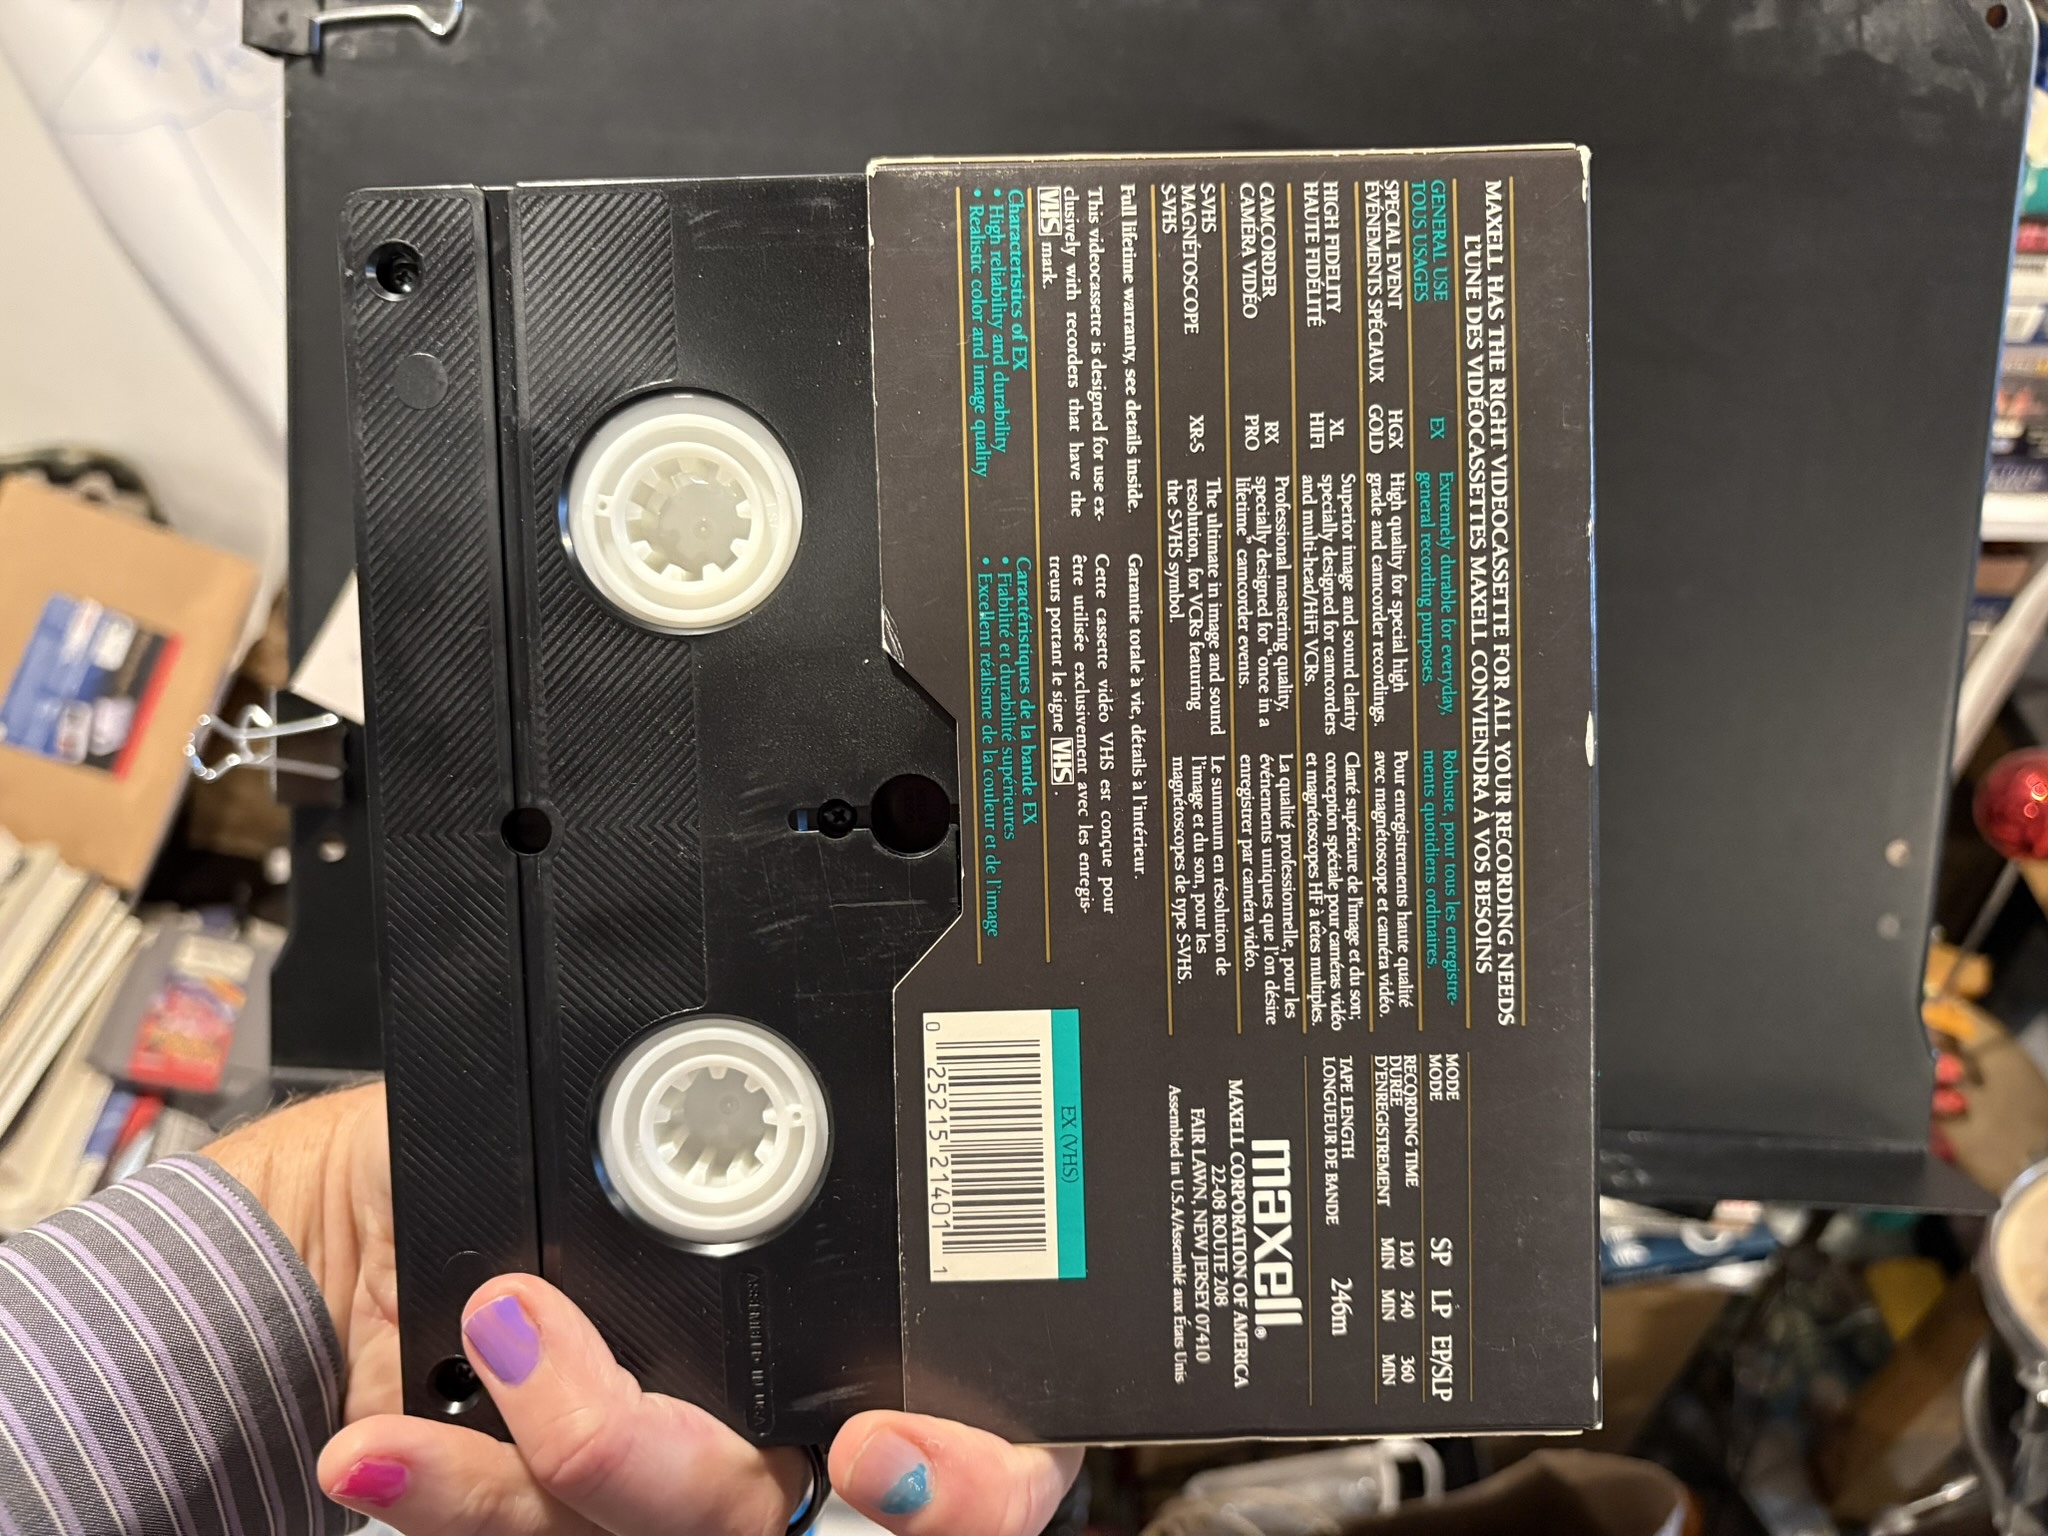 MAXELL HAS THE RIGHT VIDEOCASSETTE FOR ALL YOUR RECORDING NEEDS
L'UNE DES VIDÉOCASSETTES MAXELL CONVIENDRA À VOS BESOINS
GENERAL USE
TOUS USAGES
EX
Extremely durable for everyday,
general recording purposes.
Robuste, pour tous les enregistre-
ments quotidiens ordinaires.
SPECIAL EVENT
ÉVÉNEMENTS SPÉCIAUX
HGX
GOLD
High quality for special high
grade and camcorder recordings.
Pour enregistrements haute qualité
avec magnétoscope et caméra vidéo.
HIGH FIDELITY
HAUTE FIDÉLITÉ
XL
HIFI
Superior image and sound clarity
specially designed for camcorders
and multi-head/HiFi VCRs.
Clarté supérieure de l'image et du son;
conception spéciale pour caméras vidéo
et magnétoscopes HF à têtes multiples.
CAMCORDER
CAMÉRA VIDÉO
RX
PRO
Professional mastering quality,
specially designed for "once in a
lifetime" camcorder events.
La qualité professionnelle, pour les
événements uniques que l'on désire
enregistrer par caméra vidéo.
S-VHS
MAGNÉTOSCOPE
S-VHS
XR-S
The ultimate in image and sound
resolution, for VCRs featuring
the S-VHS symbol.
Le summum en résolution de
l'image et du son, pour les
magnétoscopes de type S-VHS.
Full lifetime warranty, see details inside.
This videocassette is designed for use ex-
clusively with recorders that have the
VHS mark.
Garantie totale à vie, détails à l'intérieur.
Cette cassette vidéo VHS est conçue pour
être utilisée exclusivement avec les enregis-
treurs portant le signe VHS.
Characteristics of EX
• High reliability and durability
• Realistic color and image quality
Caractéristiques de la bande EX
• Fiabilité et durabilité supérieures
• Excellent réalisme de la couleur et de l'image
MODE
MODE
SP LP EP/SLP
RECORDING TIME
DURÉE
D'ENREGISTREMENT
120 240 360
MIN MIN MIN
TAPE LENGTH
LONGUEUR DE BANDE
246m
maxell®
MAXELL CORPORATION OF AMERICA
22-08 ROUTE 208
FAIR LAWN, NEW JERSEY 07410
Assembled in U.S.A/Assemblé aux États Unis
EX (VHS)
0 25215 21401 1
ASSEMBLED IN USA